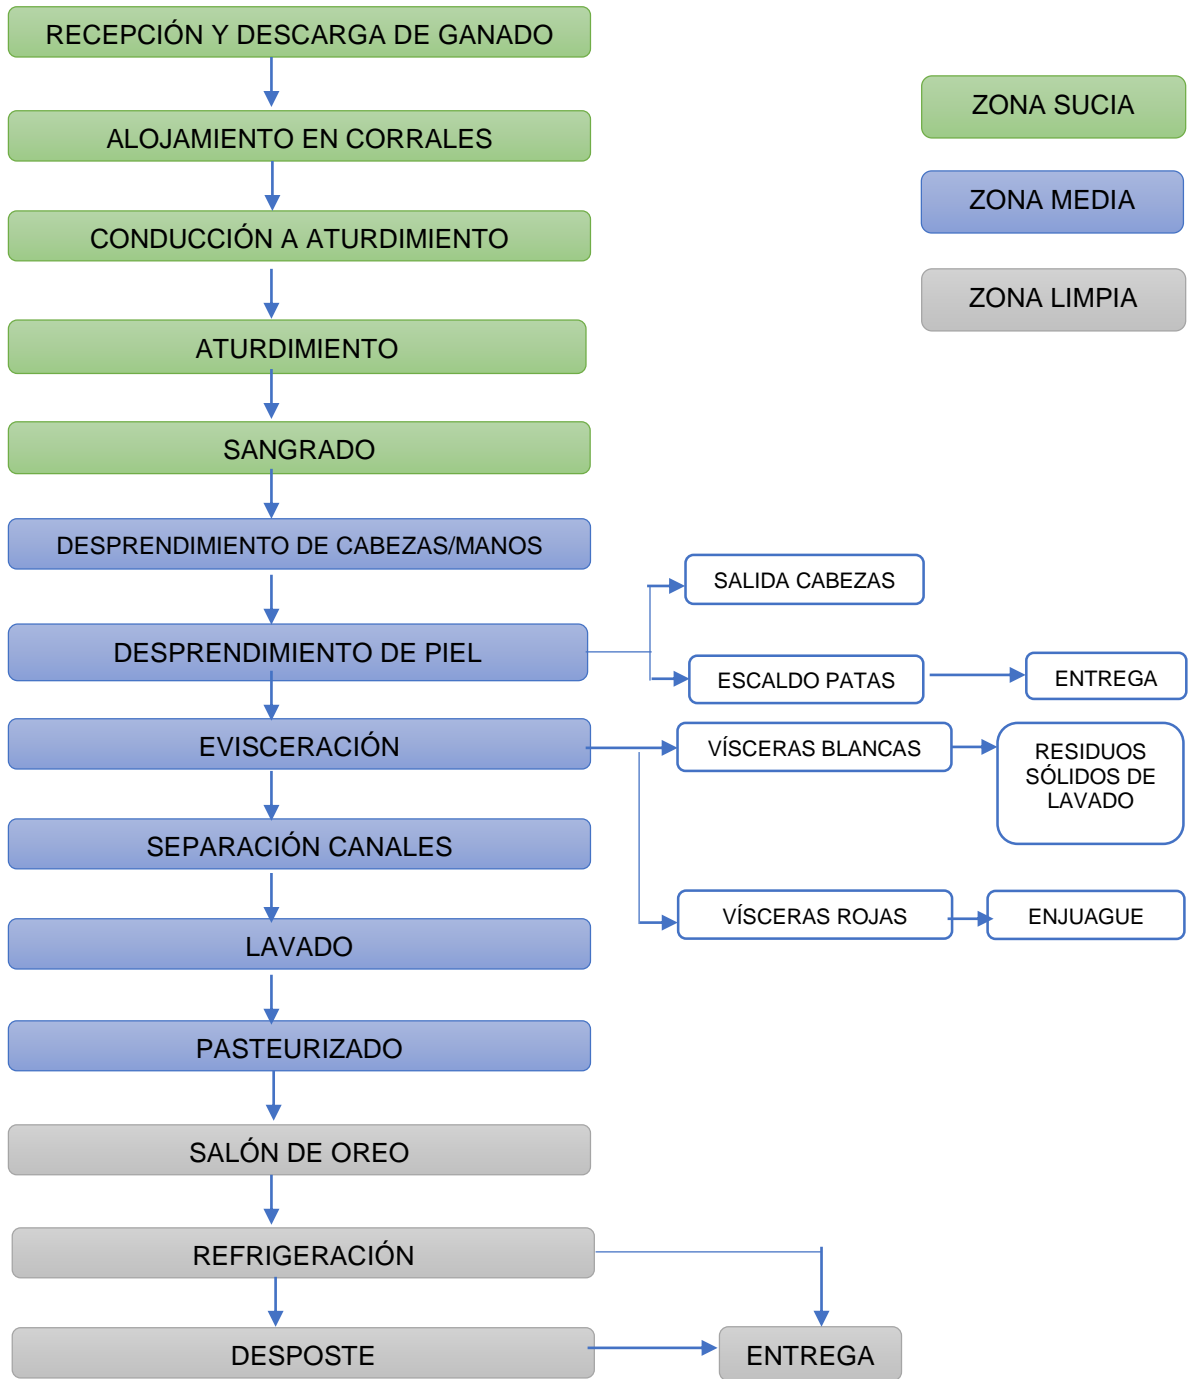 RECEPCIÓN Y DESCARGA DE GANADO
ZONA SUCIA
ALOJAMIENTO EN CORRALES
ZONA MEDIA
CONDUCCIÓN A ATURDIMIENTO
ZONA LIMPIA
ATURDIMIENTO
SANGRADO
DESPRENDIMIENTO DE CABEZAS/MANOS
SALIDA CABEZAS
DESPRENDIMIENTO DE PIEL
ESCALDO PATAS
ENTREGA
EVISCERACIÓN
VÍSCERAS BLANCAS
RESIDUOS
SÓLIDOS DE
LAVADO
SEPARACIÓN CANALES
VÍSCERAS ROJAS
ENJUAGUE
LAVADO
PASTEURIZADO
SALÓN DE OREO
REFRIGERACIÓN
DESPOSTE
ENTREGA